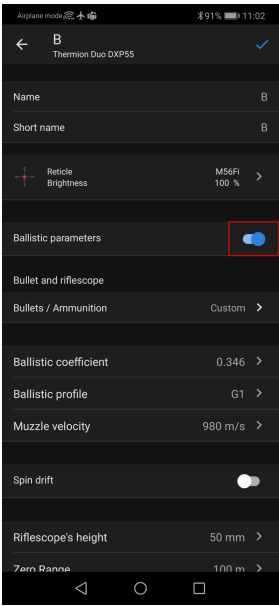 Airplane mode 91% 11:02
B
Thermion Duo DXP55
Name B
Short name B
Reticle M56Fi
Brightness 100 %
Ballistic parameters
Bullet and riflescope
Bullets / Ammunition Custom
Ballistic coefficient 0.346
Ballistic profile G1
Muzzle velocity 980 m/s
Spin drift
Riflescope's height 50 mm
Zero Range 100 m